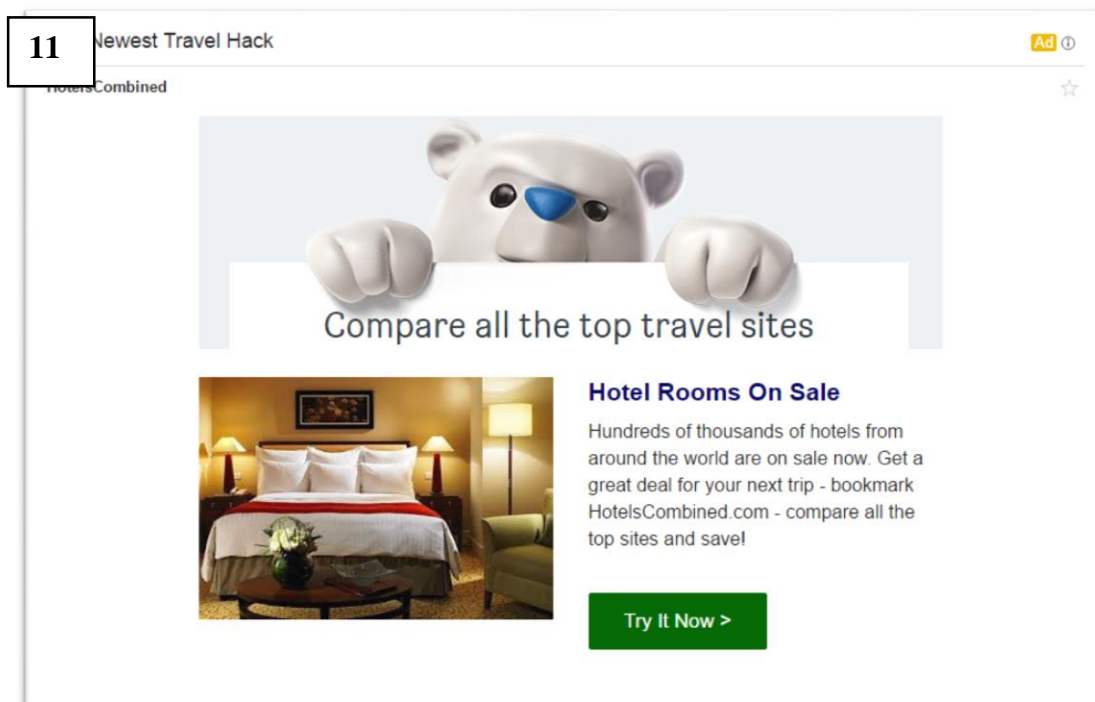 11
Newest Travel Hack
Ad
HotelsCombined
Compare all the top travel sites
Hotel Rooms On Sale
Hundreds of thousands of hotels from
around the world are on sale now. Get a
great deal for your next trip - bookmark
HotelsCombined.com - compare all the
top sites and save!
Try It Now >